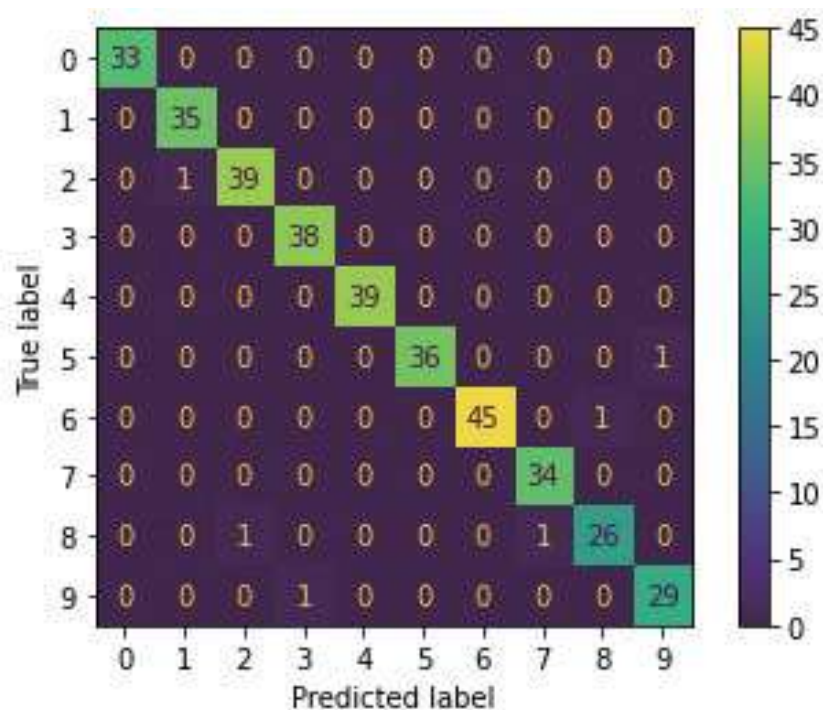 True label
0 33 0 0 0 0 0 0 0 0 0
1 0 35 0 0 0 0 0 0 0 0
2 0 1 39 0 0 0 0 0 0 0
3 0 0 0 38 0 0 0 0 0 0
4 0 0 0 0 39 0 0 0 0 0
5 0 0 0 0 0 36 0 0 0 1
6 0 0 0 0 0 0 45 0 1 0
7 0 0 0 0 0 0 0 34 0 0
8 0 0 1 0 0 0 0 1 26 0
9 0 0 0 1 0 0 0 0 0 29
0 1 2 3 4 5 6 7 8 9
Predicted label
45
40
35
30
25
20
15
10
5
0